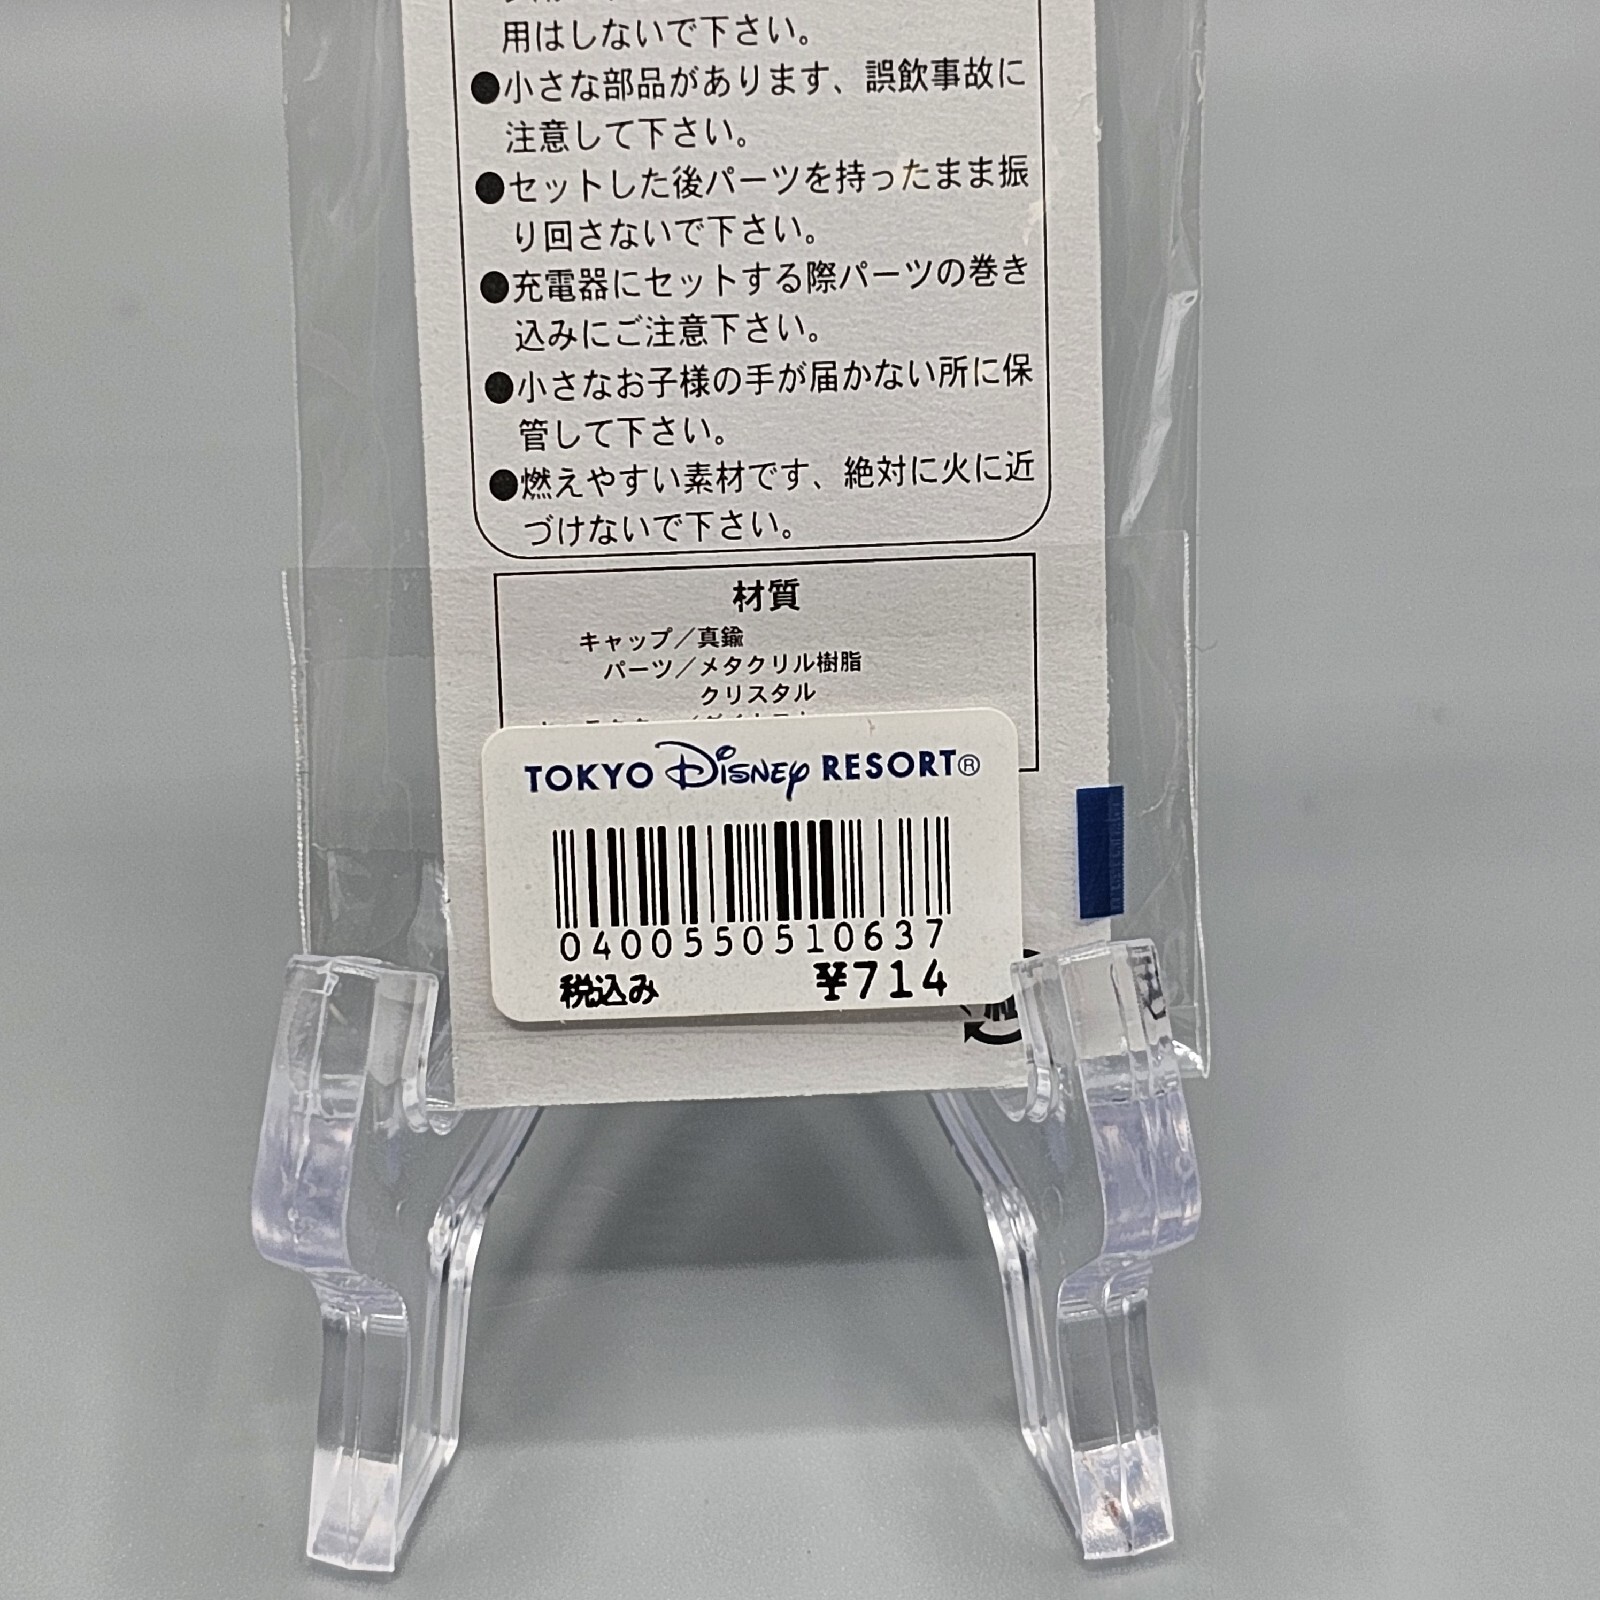 用はしないで下さい。
●小さな部品があります、誤飲事故に
注意して下さい。
●セットした後パーツを持ったまま振
り回さないで下さい。
●充電器にセットする際パーツの巻き
込みにご注意下さい。
●小さなお子様の手が届かない所に保
管して下さい。
●燃えやすい素材です、絶対に火に近
づけないで下さい。
材質
キャップ／真鍮
パーツ／メタクリル樹脂
クリスタル
TOKYO Disney RESORT®
0400550510637
税込み ¥714